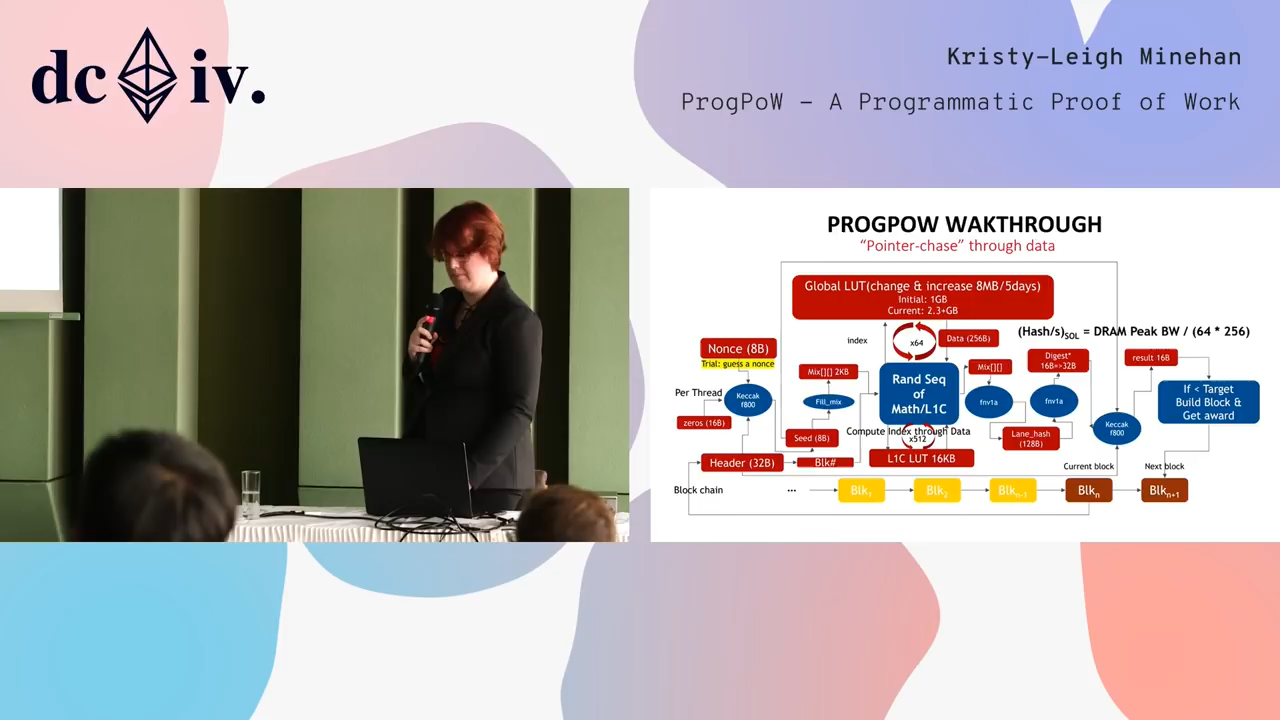 dc iv.
Kristy-Leigh Minehan
ProgPoW - A Programmatic Proof of Work
PROGPOW WAKTHROUGH
"Pointer-chase" through data
Global LUT(change & increase 8MB/5days)
Initial: 1GB
Current: 2.3+GB
(Hash/s)SOL = DRAM Peak BW / (64 * 256)
index
x64
Data (256B)
Nonce (8B)
Trial: guess a nonce
Mix[][] 2KB
Rand Seq
of
Math/L1C
Mix[][]
Digest*
16B=>32B
result 16B
Per Thread
Keccak
f800
Fill_mix
fnv1a
fnv1a
If < Target
Build Block &
Get award
zeros (16B)
Seed (8B)
Compute Index through Data
x512
Lane_hash
(128B)
Keccak
f800
Header (32B)
Blk#
L1C LUT 16KB
Current block
Next block
Block chain
...
Blk1
Blk2
Blkn-1
Blkn
Blkn+1